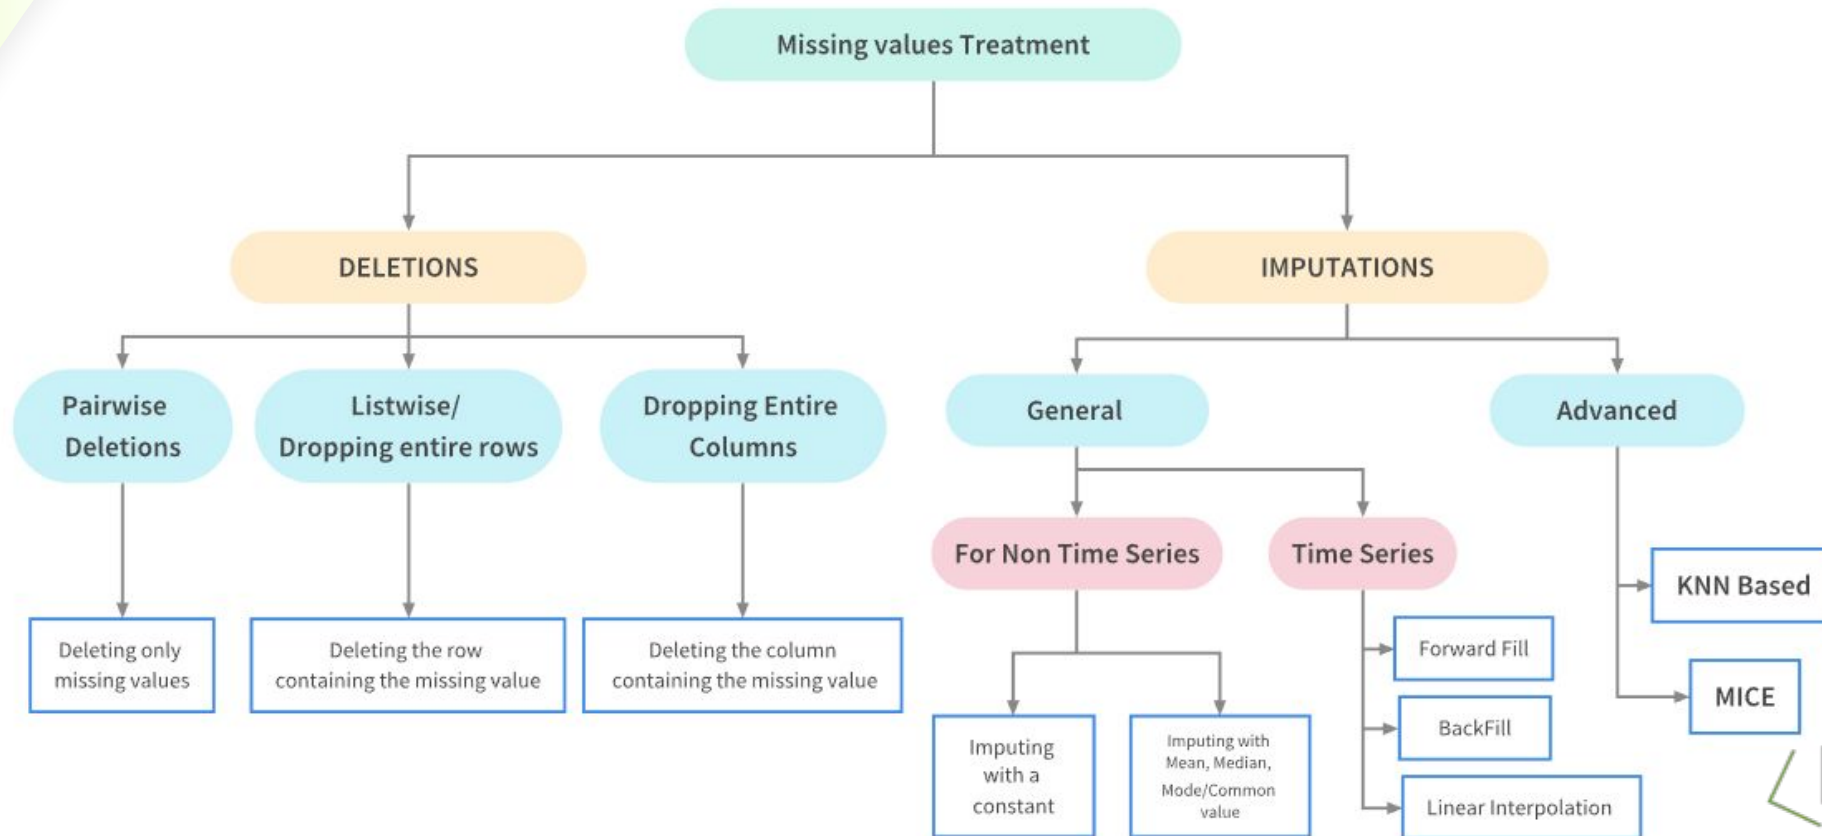 Missing values Treatment
DELETIONS
IMPUTATIONS
Pairwise
Deletions
Listwise/
Dropping entire rows
Dropping Entire
Columns
General
Advanced
For Non Time Series
Time Series
KNN Based
MICE
Deleting only
missing values
Deleting the row
containing the missing value
Deleting the column
containing the missing value
Forward Fill
BackFill
Linear Interpolation
Imputing
with a
constant
Imputing with
Mean, Median,
Mode/Common
value